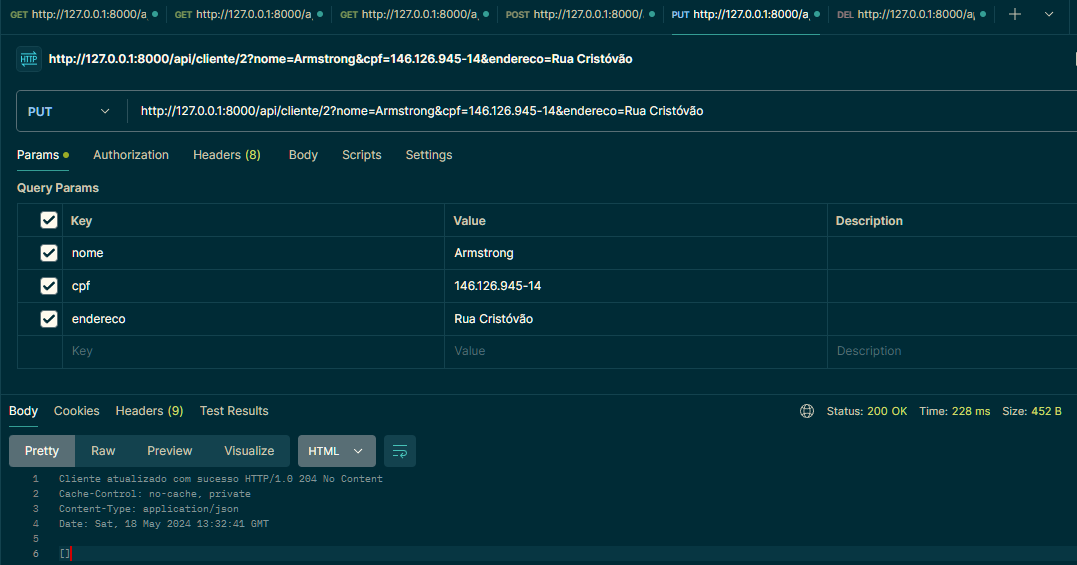 GET http://127.0.0.1:8000/a GET http://127.0.0.1:8000/a GET http://127.0.0.1:8000/a POST http://127.0.0.1:8000/ PUT http://127.0.0.1:8000/a DEL http://127.0.0.1:8000/a
HTTP http://127.0.0.1:8000/api/cliente/2?nome=Armstrong&cpf=146.126.945-14&endereco=Rua Cristóvão
PUT http://127.0.0.1:8000/api/cliente/2?nome=Armstrong&cpf=146.126.945-14&endereco=Rua Cristóvão
Params Authorization Headers (8) Body Scripts Settings
Query Params
Key Value Description
nome Armstrong
cpf 146.126.945-14
endereco Rua Cristóvão
Key Value Description
Body Cookies Headers (9) Test Results Status: 200 OK Time: 228 ms Size: 452 B
Pretty Raw Preview Visualize HTML
1 Cliente atualizado com sucesso HTTP/1.0 204 No Content
2 Cache-Control: no-cache, private
3 Content-Type: application/json
4 Date: Sat, 18 May 2024 13:32:41 GMT
5
6 []